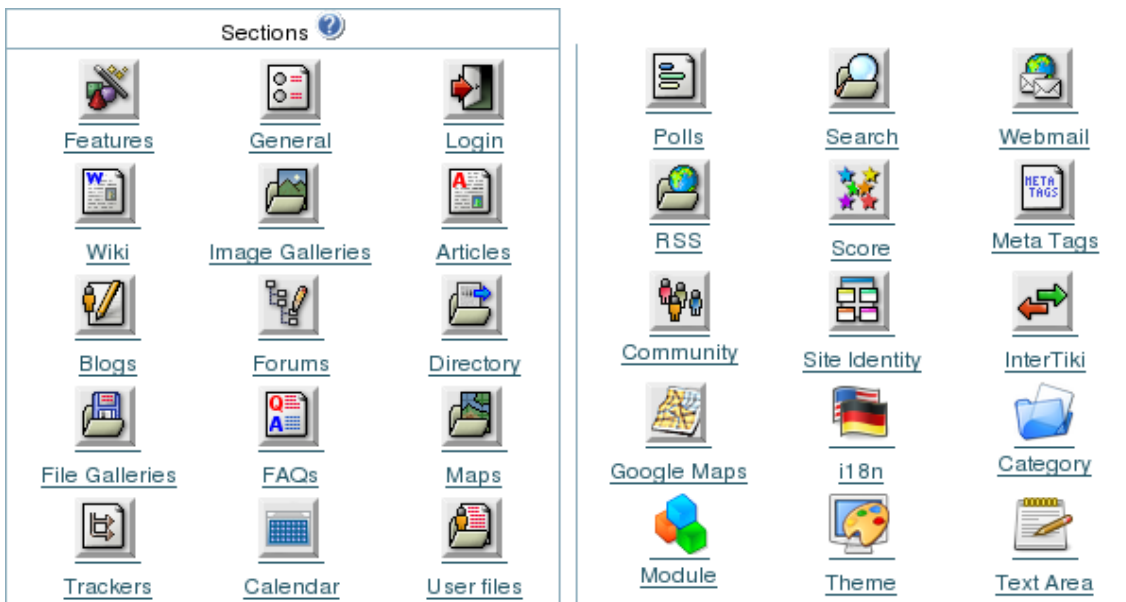 Sections ?
Features General Login
Wiki Image Galleries Articles
Blogs Forums Directory
File Galleries FAQs Maps
Trackers Calendar User files
Polls Search Webmail
META
TAGS
RSS Score Meta Tags
Community Site Identity InterTiki
Google Maps i18n Category
Module Theme Text Area
W
A
Q
A